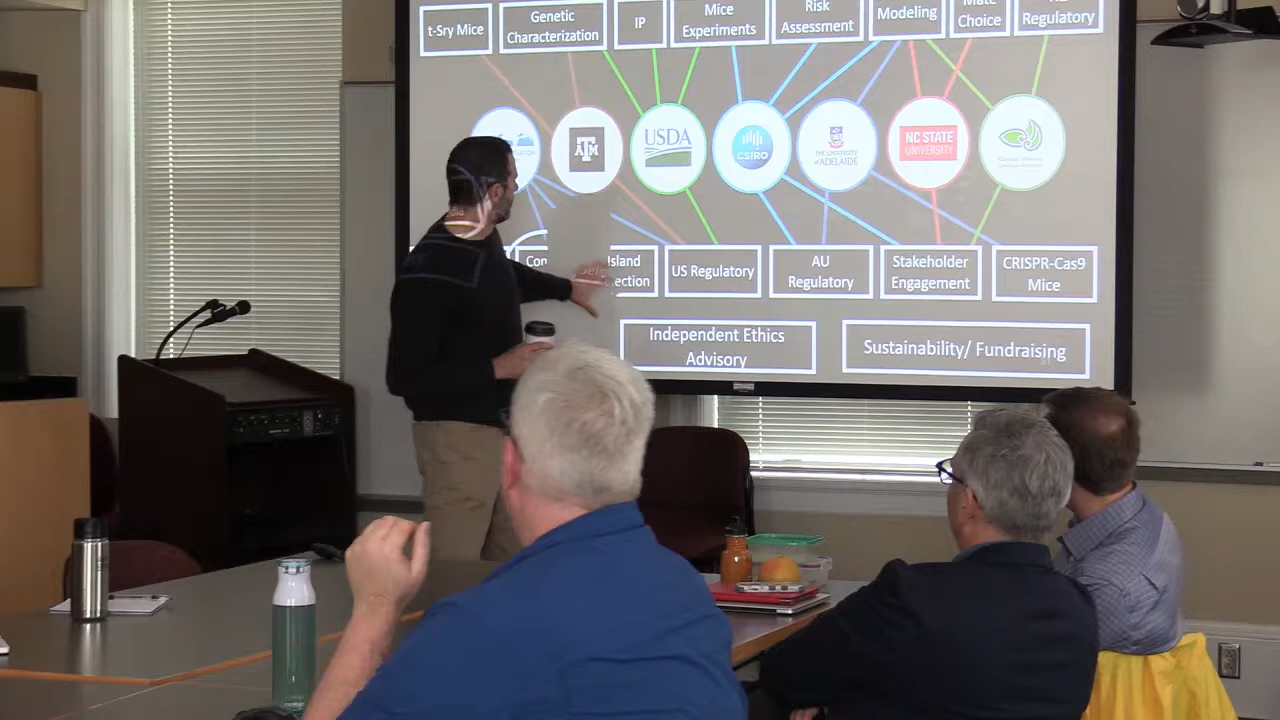 t-Sry Mice
Genetic
Characterization
IP
Mice
Experiments
Risk
Assessment
Modeling
Mate
Choice
Regulatory
ATM
USDA
CSIRO
THE UNIVERSITY
of ADELAIDE
NC STATE
UNIVERSITY
Island
US Regulatory
AU
Regulatory
Stakeholder
Engagement
CRISPR-Cas9
Mice
Independent Ethics
Advisory
Sustainability/ Fundraising